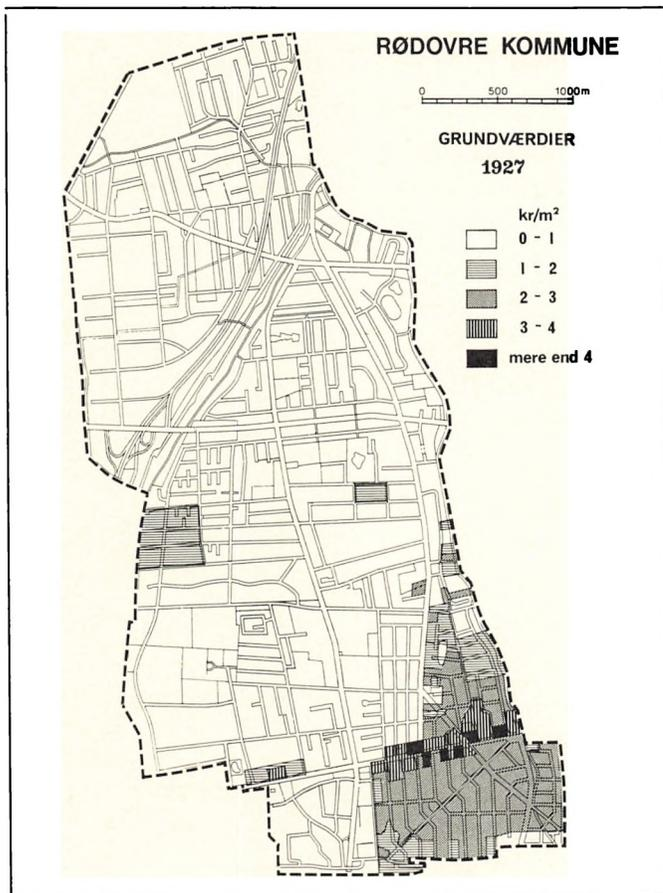 RØDOVRE KOMMUNE
0 500 1000m
GRUNDVÆRDIER
1927
kr/m²
0 - 1
1 - 2
2 - 3
3 - 4
mere end 4